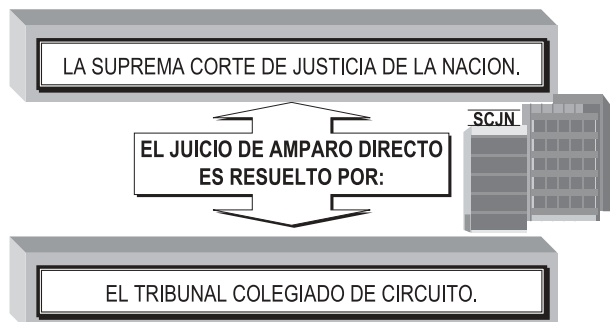 LA SUPREMA CORTE DE JUSTICIA DE LA NACION.
SCJN
EL JUICIO DE AMPARO DIRECTO
ES RESUELTO POR:
EL TRIBUNAL COLEGIADO DE CIRCUITO.